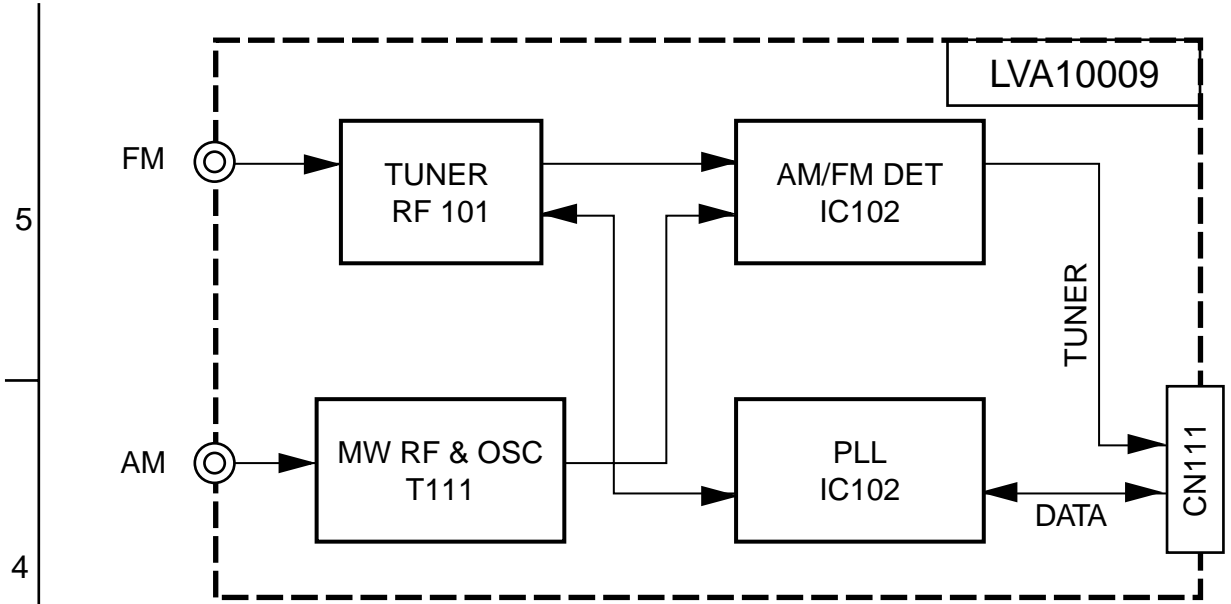 LVA10009
FM
TUNER
RF 101
AM/FM DET
IC102
5
TUNER
AM
MW RF & OSC
T111
PLL
IC102
DATA
CN111
4